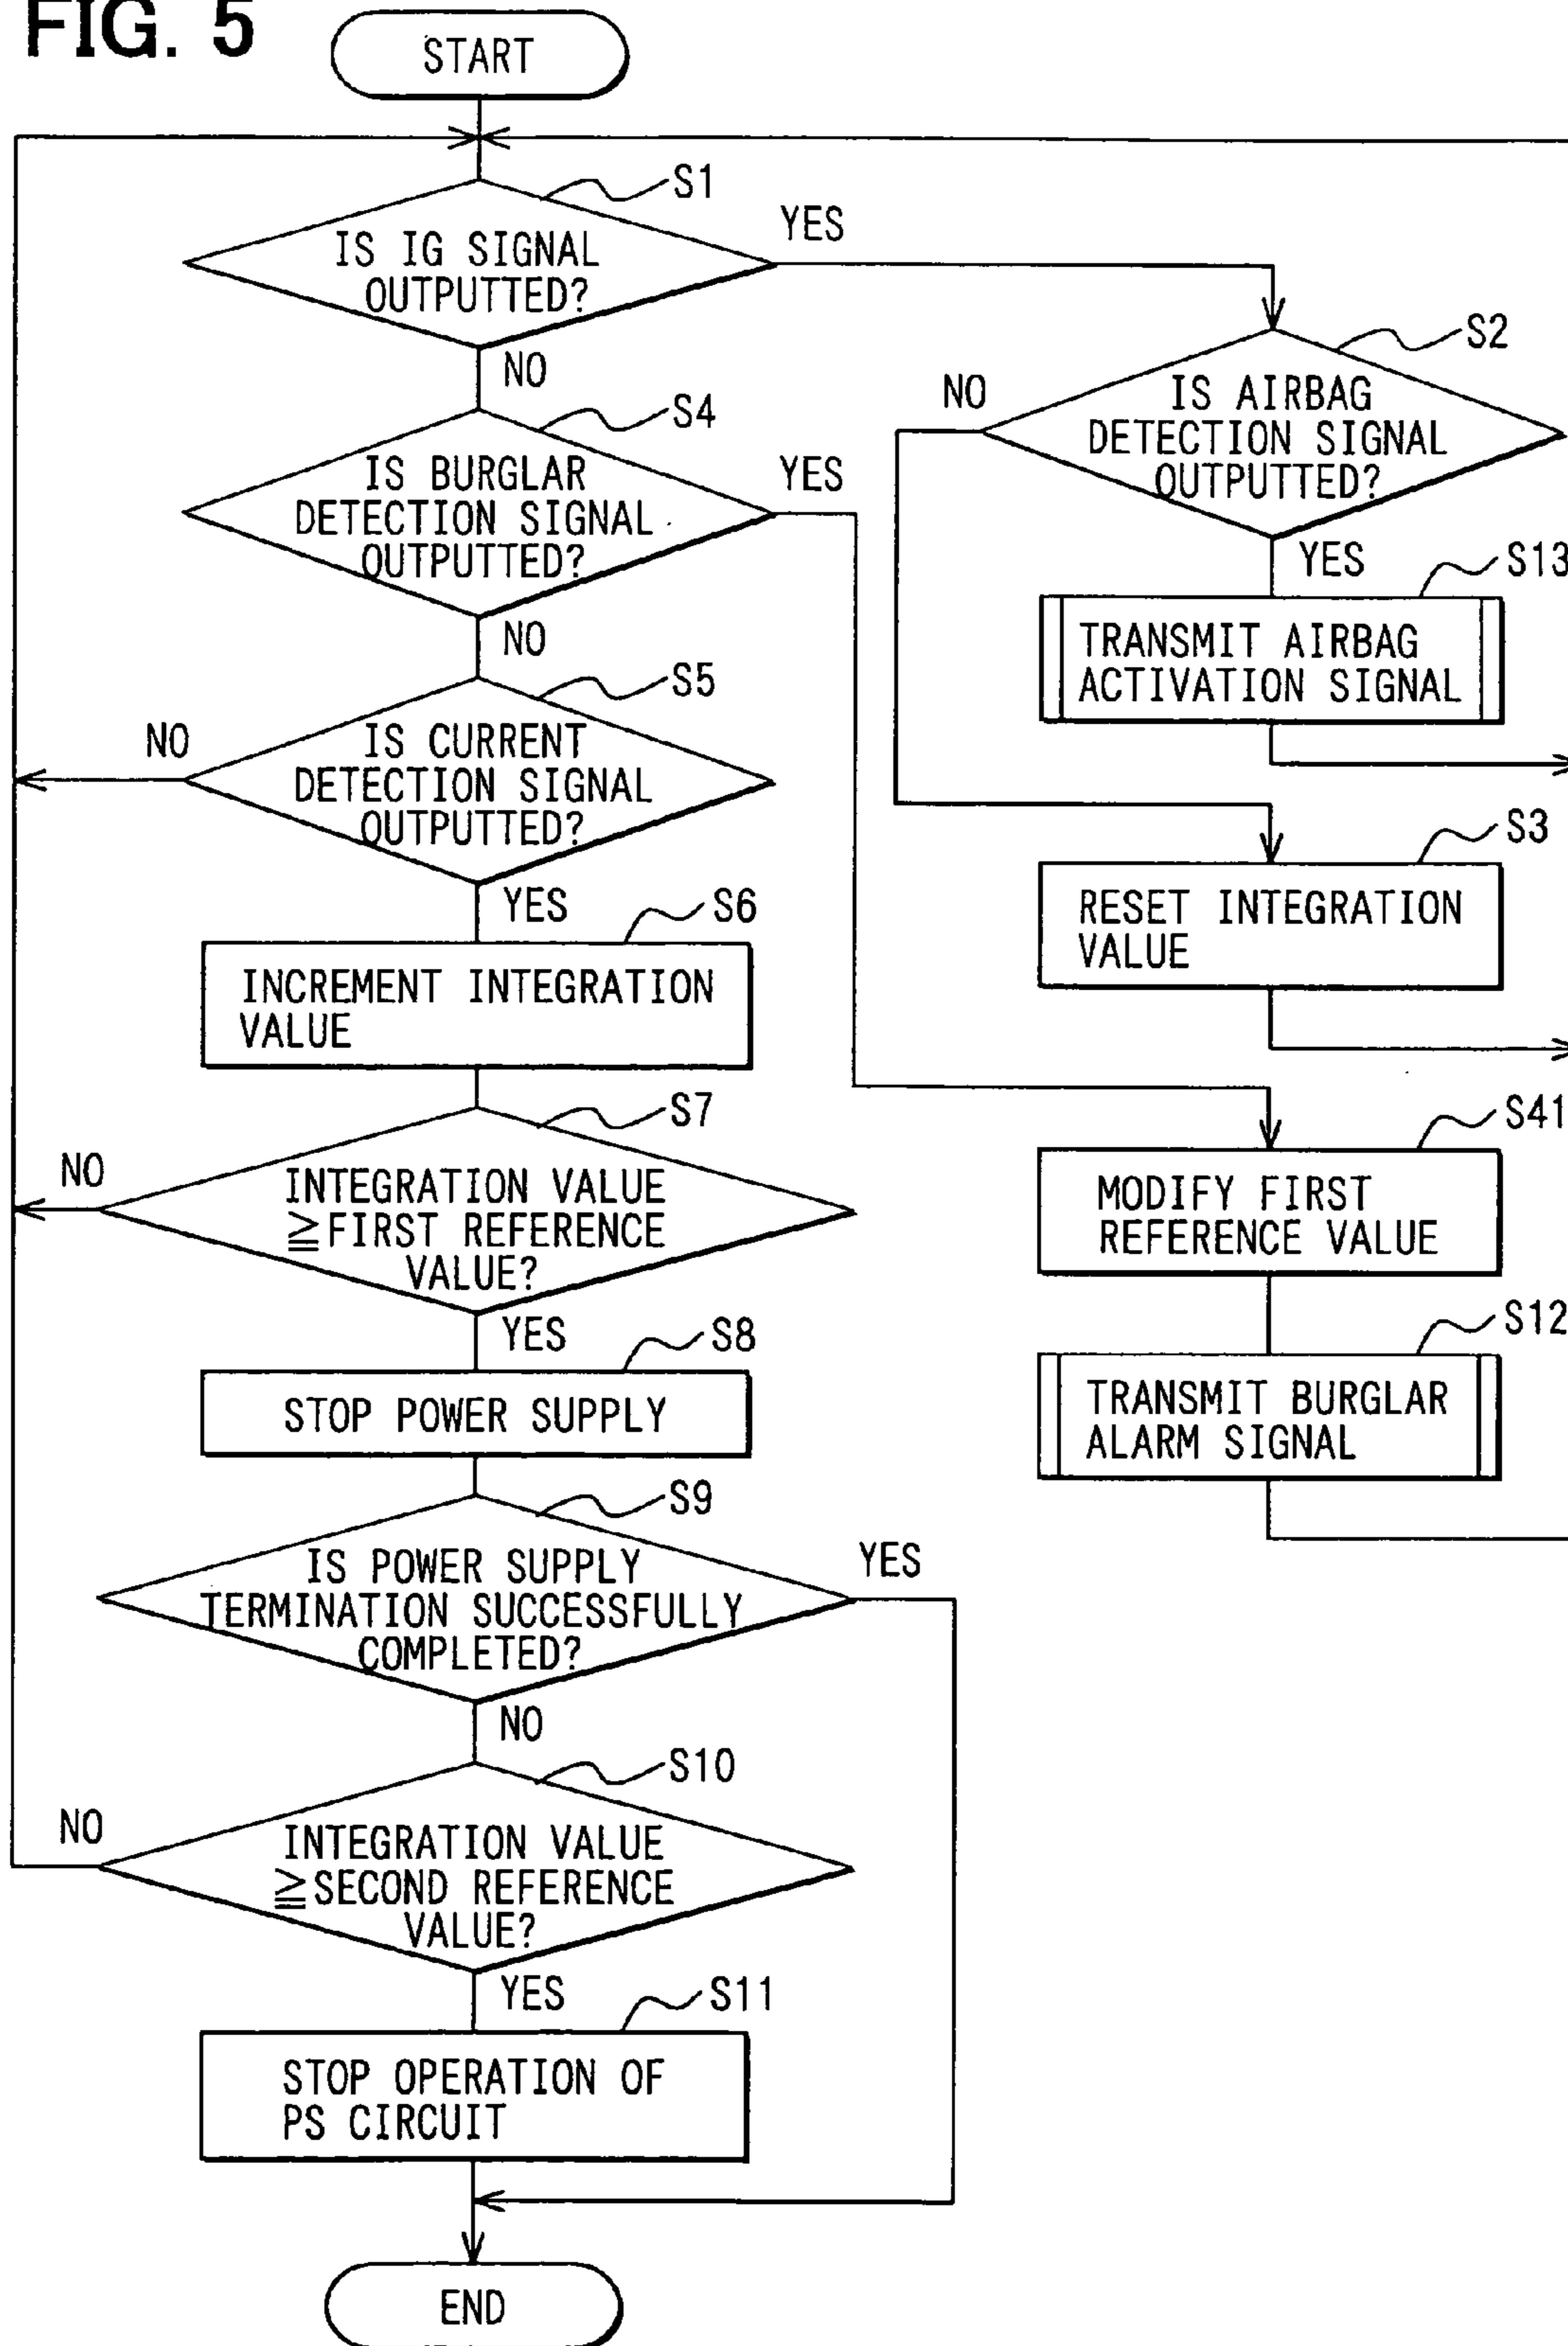 FIG. 5
START
S1
IS IG SIGNAL
OUTPUTTED?
YES
NO
S2
IS AIRBAG
DETECTION SIGNAL
OUTPUTTED?
NO
YES
S4
IS BURGLAR
DETECTION SIGNAL
OUTPUTTED?
YES
NO
S13
TRANSMIT AIRBAG
ACTIVATION SIGNAL
S5
IS CURRENT
DETECTION SIGNAL
OUTPUTTED?
NO
YES
S3
RESET INTEGRATION
VALUE
S6
INCREMENT INTEGRATION
VALUE
S7
INTEGRATION VALUE
≧FIRST REFERENCE
VALUE?
NO
YES
S41
MODIFY FIRST
REFERENCE VALUE
S8
STOP POWER SUPPLY
S12
TRANSMIT BURGLAR
ALARM SIGNAL
S9
IS POWER SUPPLY
TERMINATION SUCCESSFULLY
COMPLETED?
YES
NO
S10
INTEGRATION VALUE
≧SECOND REFERENCE
VALUE?
NO
YES
S11
STOP OPERATION OF
PS CIRCUIT
END